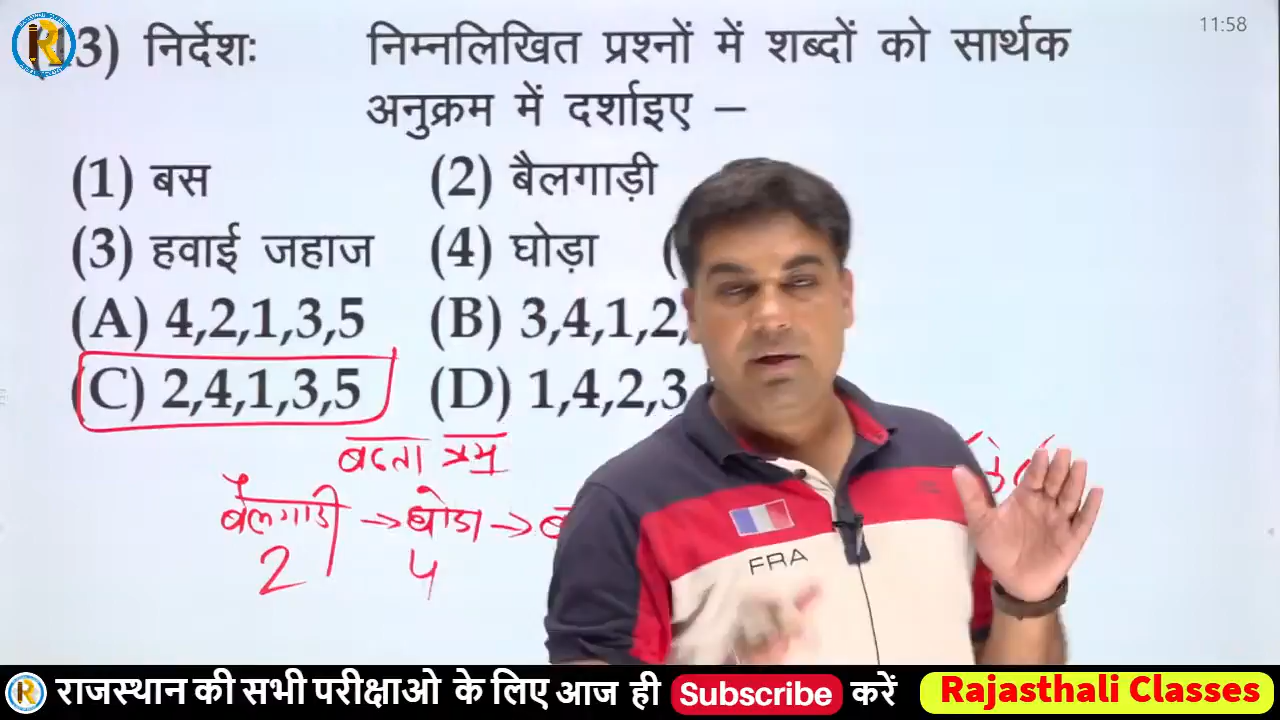 3) निर्देशः निम्नलिखित प्रश्नों में शब्दों को सार्थक
अनुक्रम में दर्शाइए –
11:58
(1) बस (2) बैलगाड़ी
(3) हवाई जहाज (4) घोड़ा (
(A) 4,2,1,3,5 (B) 3,4,1,2,
(C) 2,4,1,3,5 (D) 1,4,2,3
बढता क्रम
बैलगाडी → घोडा →
2 4
FRA
राजस्थान की सभी परीक्षाओ के लिए आज ही Subscribe करें Rajasthali Classes